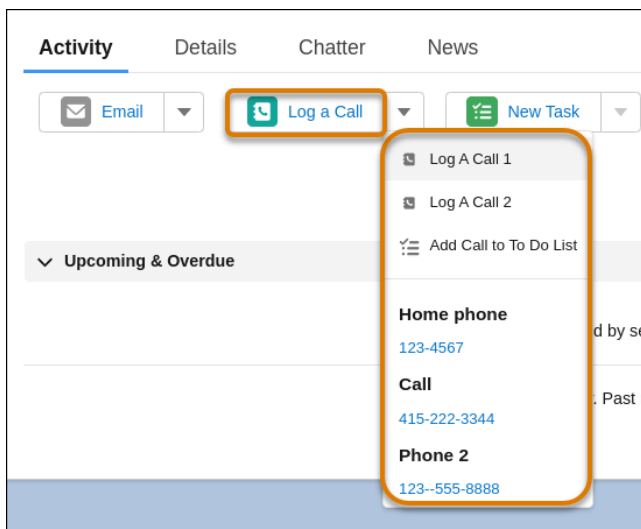 Activity Details Chatter News
Email Log a Call New Task
Log A Call 1
Log A Call 2
Add Call to To Do List
Upcoming & Overdue
Home phone
d by se
123-4567
Call
. Past
415-222-3344
Phone 2
123--555-8888